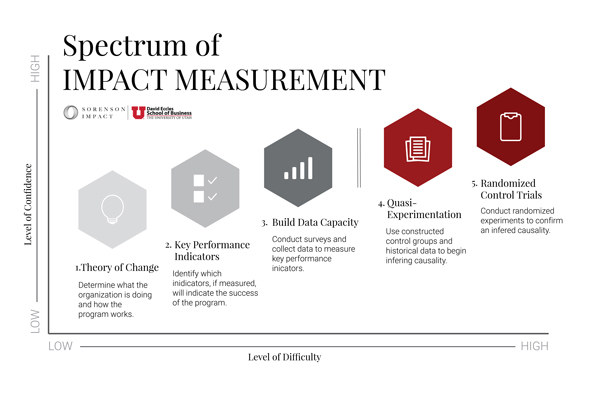 Spectrum of
IMPACT MEASUREMENT
SORENSON
IMPACT
U
David Eccles
School of Business
THE UNIVERSITY OF UTAH
HIGH
Level of Confidence
LOW
1.Theory of Change
Determine what the
organization is doing
and how the
program works.
2. Key Performance
Indicators
Identify which
inidicators, if measured,
will indicate the success
of the program.
3. Build Data Capacity
Conduct surveys and
collect data to measure
key performance
inicators.
4. Quasi-
Experimentation
Use constructed
control groups and
historical data to begin
infering causality.
5. Randomized
Control Trials
Conduct randomized
experiments to confirm
an infered causality.
LOW
HIGH
Level of Difficulty